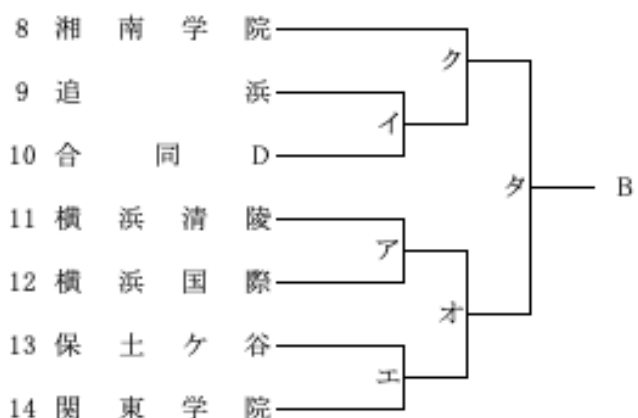 8 湘南学院
ク
9 追浜
イ
10 合同D
タ B
11 横浜清陵
ア
12 横浜国際
オ
13 保土ケ谷
エ
14 関東学院